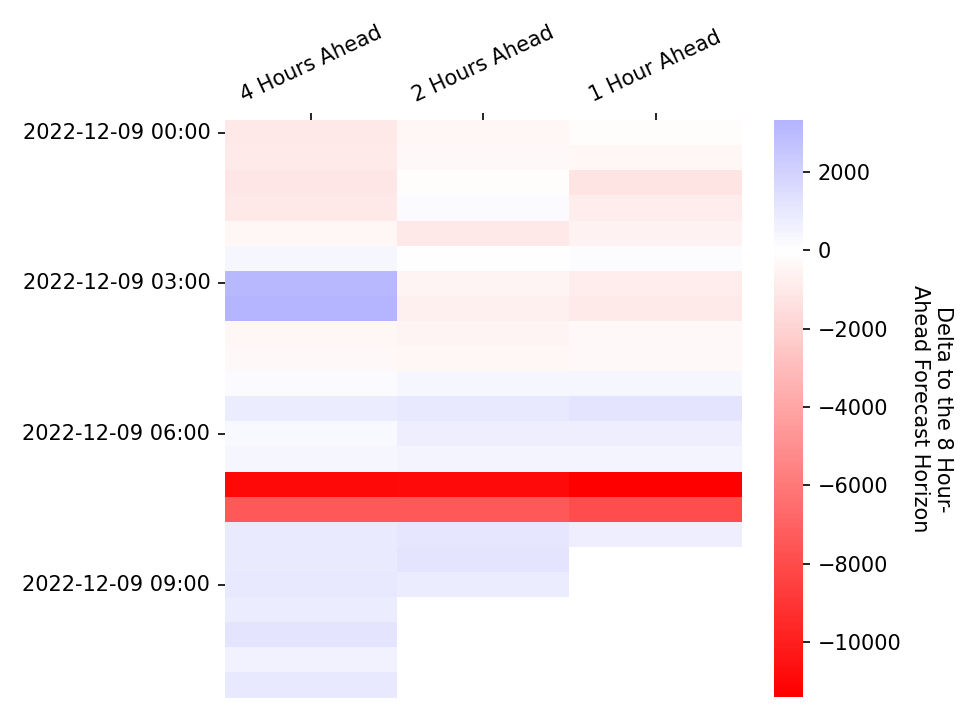 4 Hours Ahead
2 Hours Ahead
1 Hour Ahead
2022-12-09 00:00
2022-12-09 03:00
2022-12-09 06:00
2022-12-09 09:00
2000
0
−2000
−4000
−6000
−8000
−10000
Delta to the 8 Hour-
Ahead Forecast Horizon